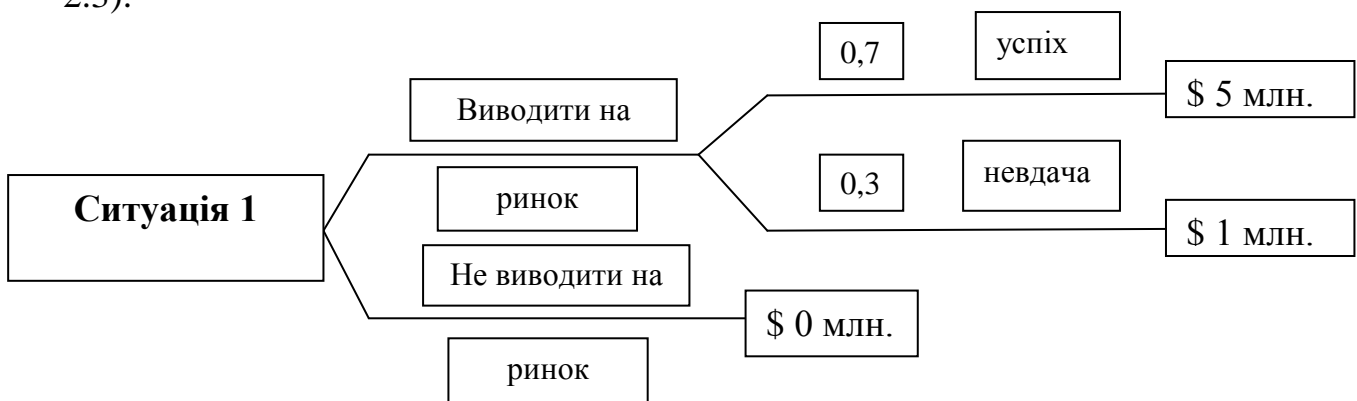 2.3).
0,7 успіх
$ 5 млн.
Виводити на
ринок
0,3 невдача
$ 1 млн.
Ситуація 1
Не виводити на
ринок
$ 0 млн.